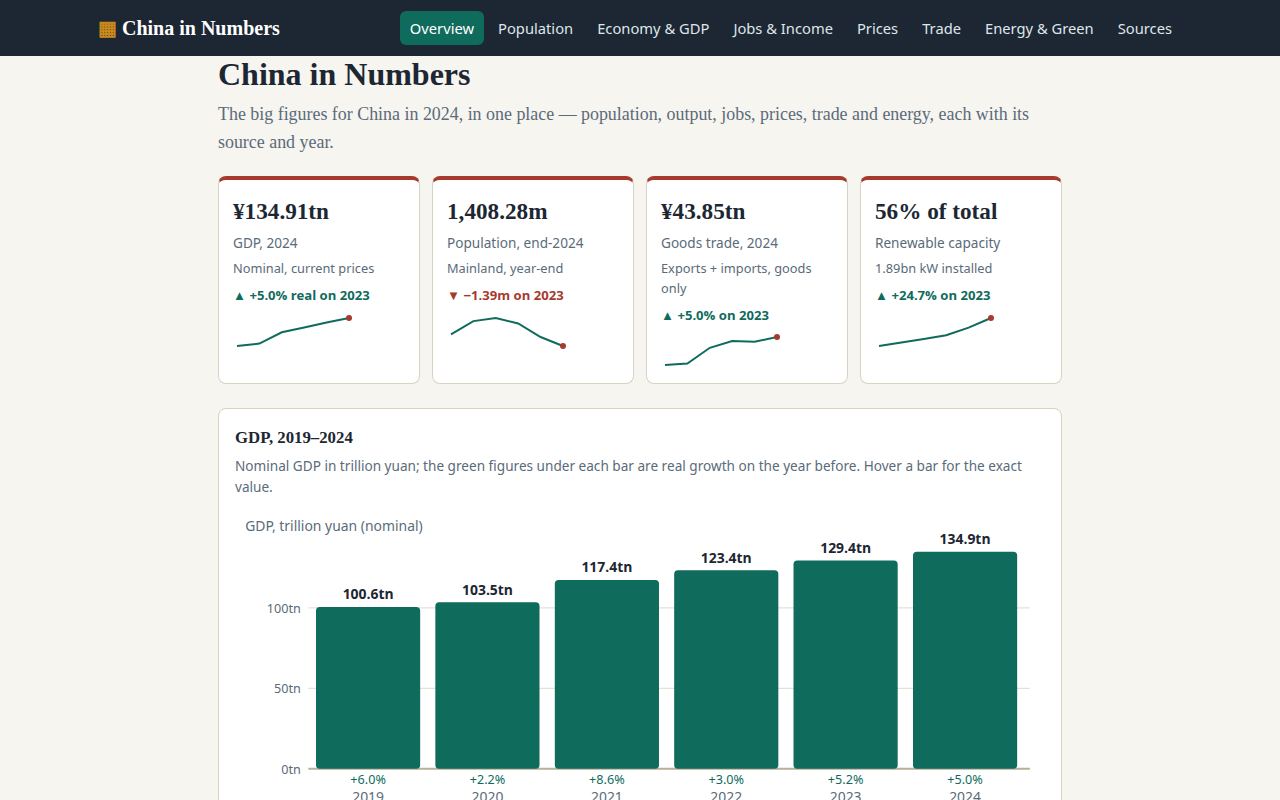 China in Numbers
Overview
Population
Economy & GDP
Jobs & Income
Prices
Trade
Energy & Green
Sources
China in Numbers
The big figures for China in 2024, in one place — population, output, jobs, prices, trade and energy, each with its
source and year.
¥134.91tn
GDP, 2024
Nominal, current prices
▲ +5.0% real on 2023
1,408.28m
Population, end-2024
Mainland, year-end
▼ −1.39m on 2023
¥43.85tn
Goods trade, 2024
Exports + imports, goods
only
▲ +5.0% on 2023
56% of total
Renewable capacity
1.89bn kW installed
▲ +24.7% on 2023
GDP, 2019–2024
Nominal GDP in trillion yuan; the green figures under each bar are real growth on the year before. Hover a bar for the exact
value.
GDP, trillion yuan (nominal)
100.6tn
103.5tn
117.4tn
123.4tn
129.4tn
134.9tn
100tn
50tn
0tn
+6.0%
+2.2%
+8.6%
+3.0%
+5.2%
+5.0%
2019
2020
2021
2022
2023
2024